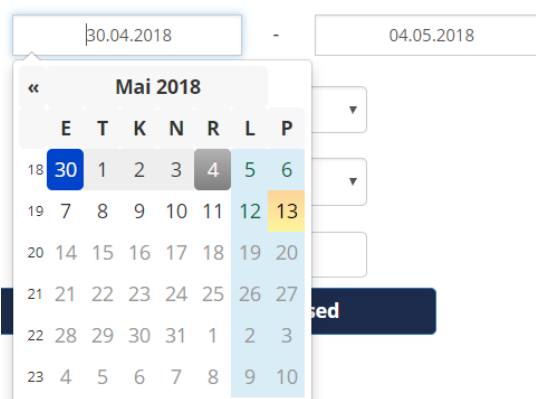 30.04.2018 - 04.05.2018
« Mai 2018
E T K N R L P
18 30 1 2 3 4 5 6
19 7 8 9 10 11 12 13
20 14 15 16 17 18 19 20
21 21 22 23 24 25 26 27
sed
22 28 29 30 31 1 2 3
23 4 5 6 7 8 9 10